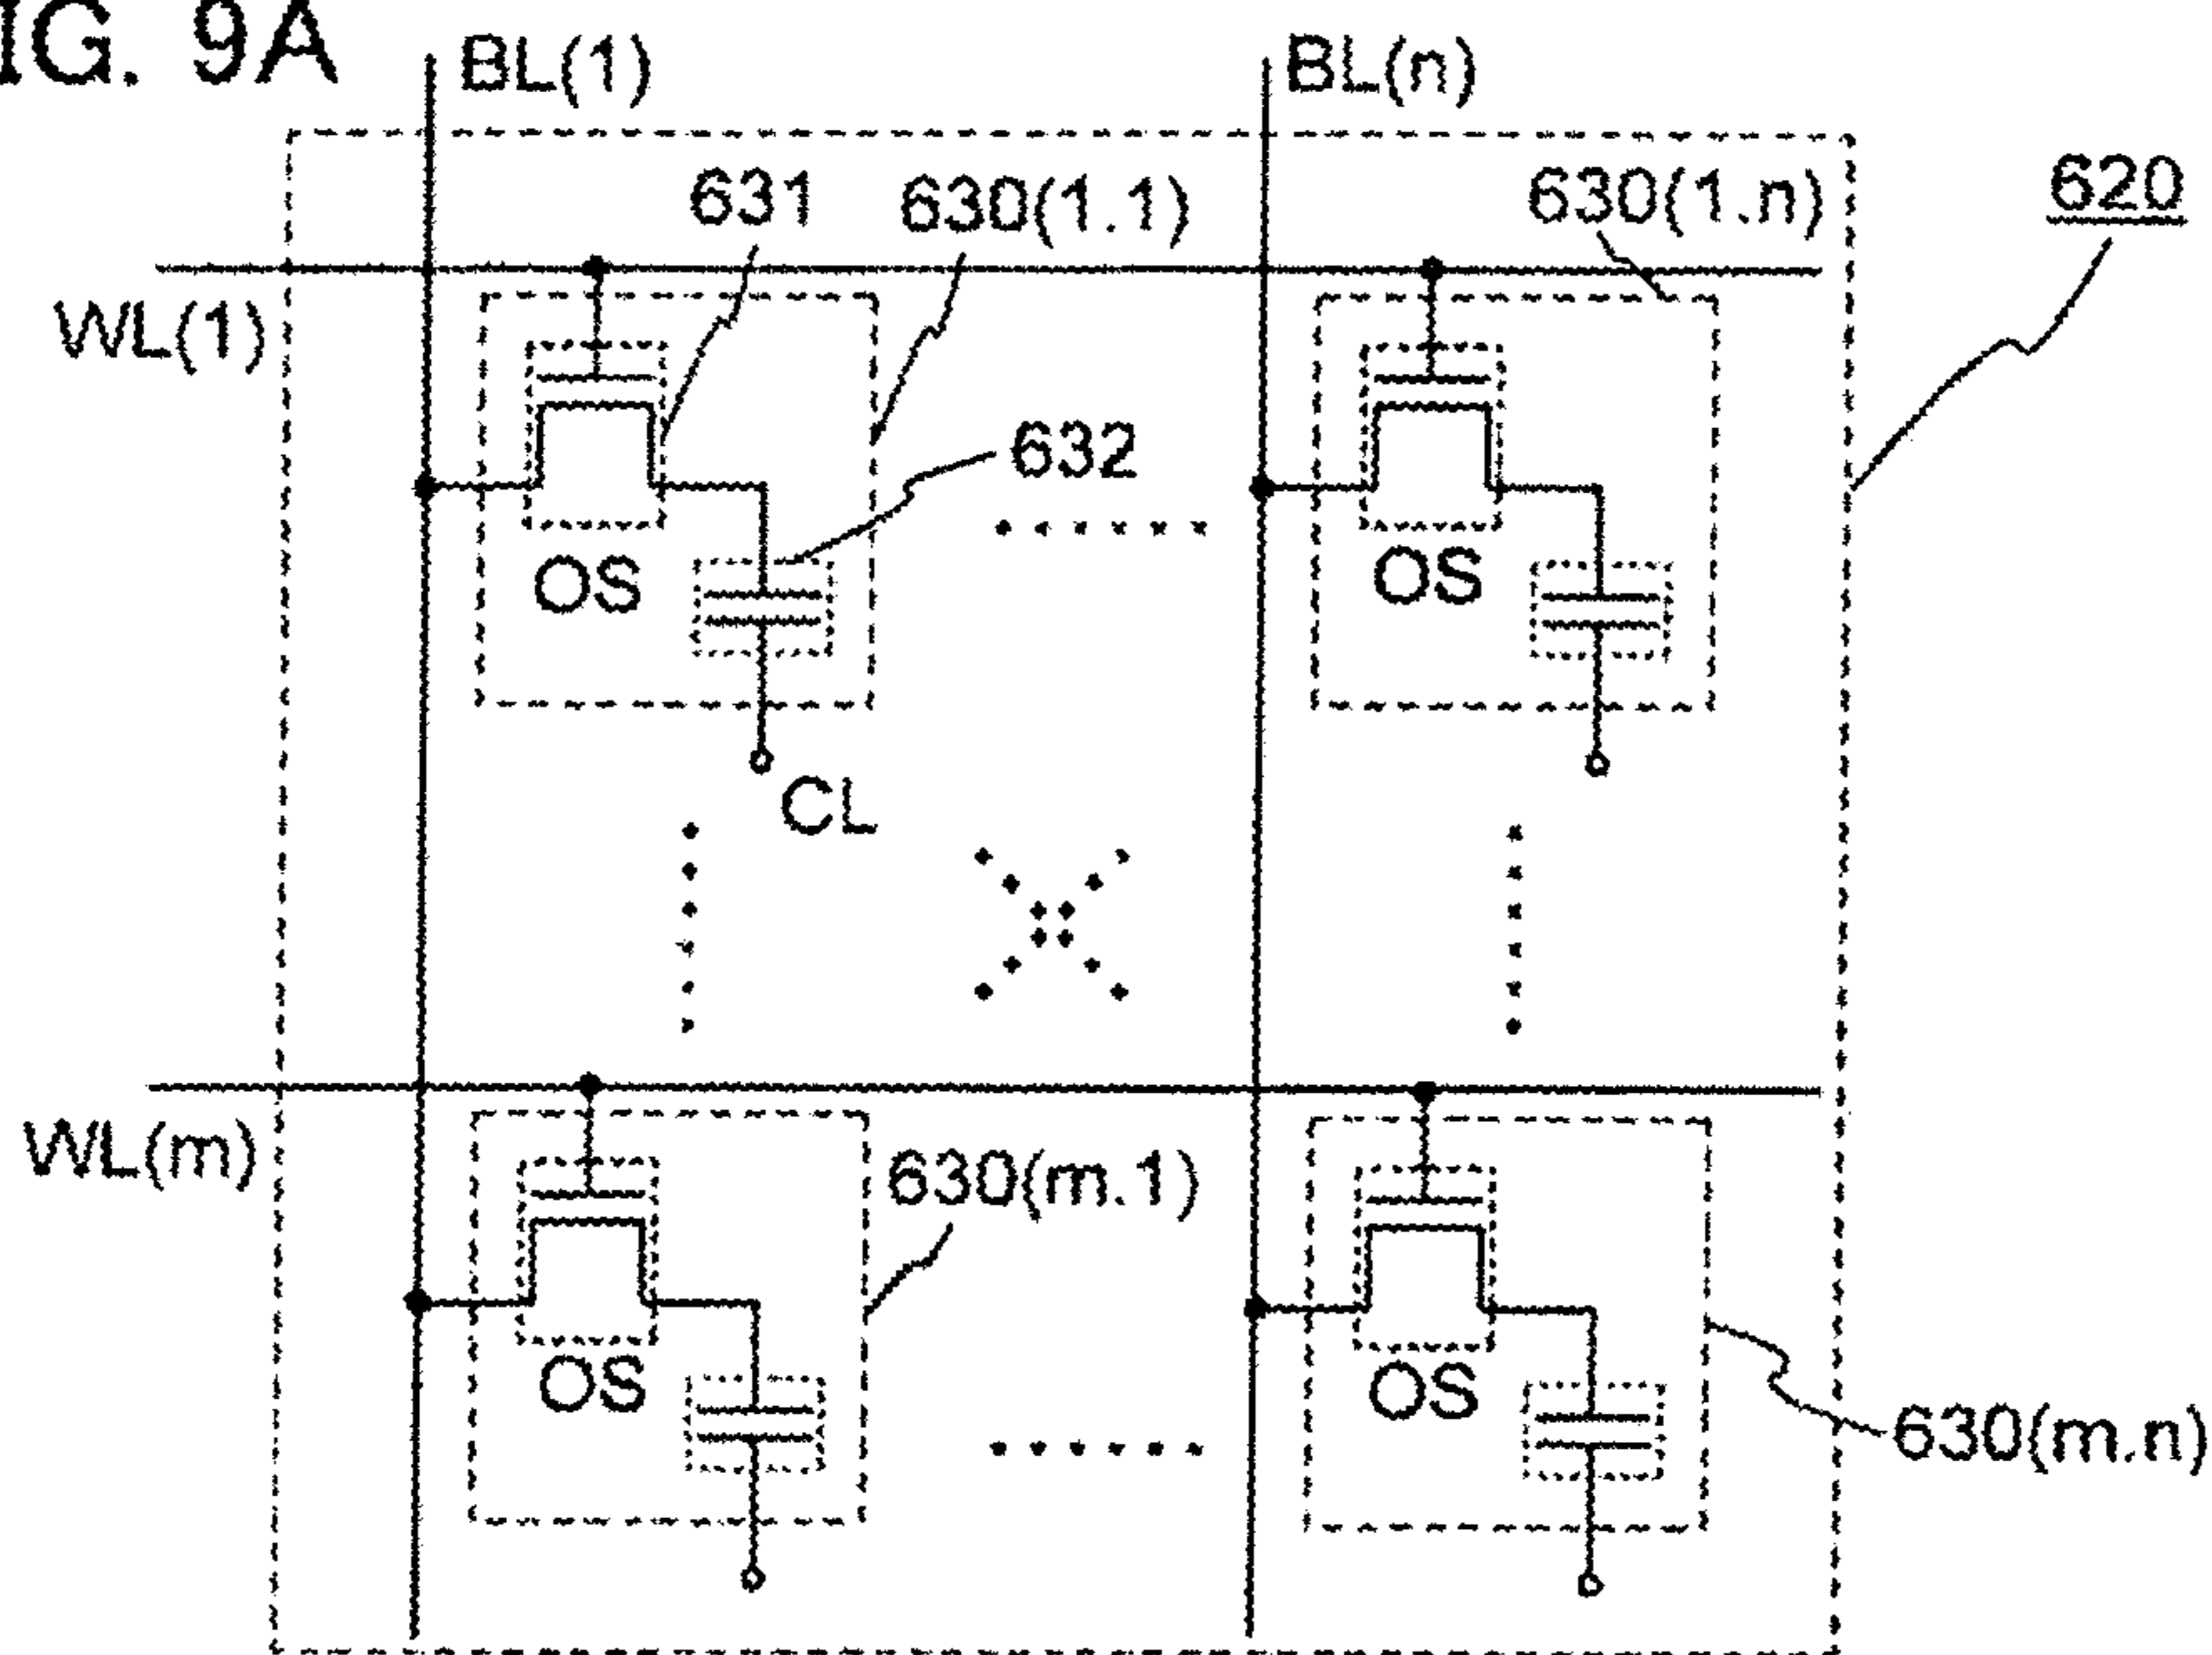 IG. 9A
BL(1)
BL(n)
631
630(1.1)
630(1.n)
620
WL(1)
632
OS
OS
CL
WL(m)
630(m.1)
OS
OS
630(m.n)